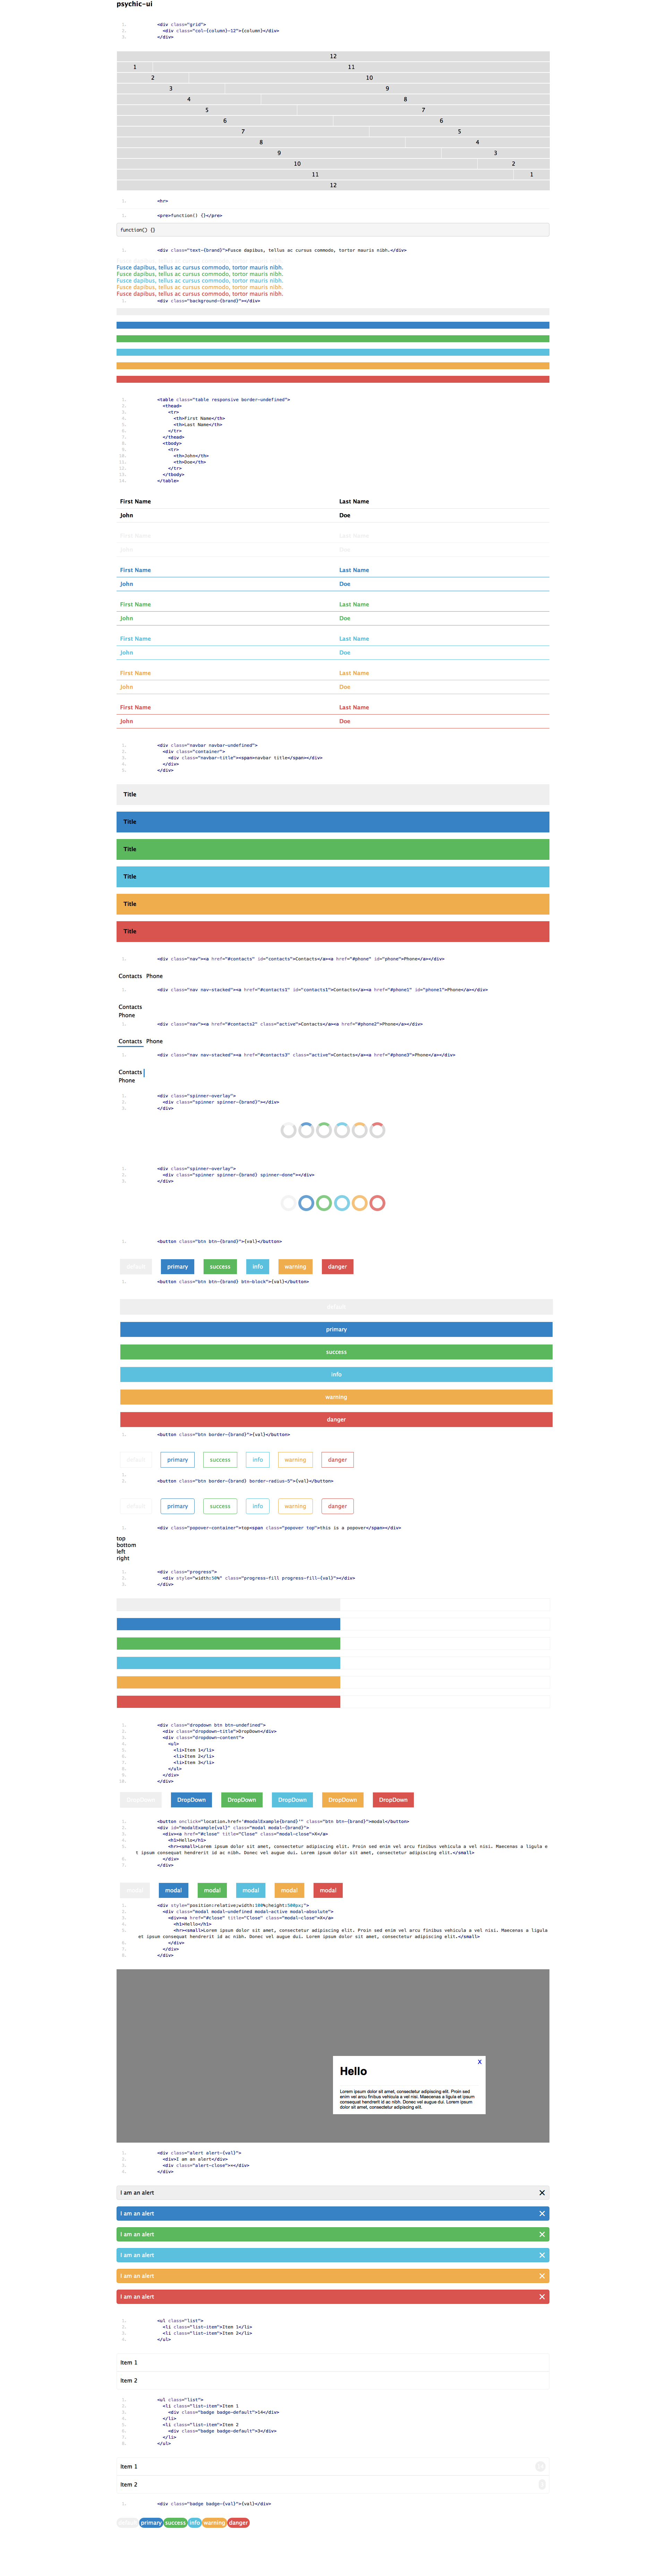 psychic-ui
1. <div class="grid">
2. <div class="col-{column}-12">{column}</div>
3. </div>
12
1 11
2 10
3 9
4 8
5 7
6 6
7 5
8 4
9 3
10 2
11 1
12
1. <hr>
1. <pre>function() {}</pre>
function() {}
1. <div class="text-{brand}">Fusce dapibus, tellus ac cursus commodo, tortor mauris nibh.</div>
Fusce dapibus, tellus ac cursus commodo, tortor mauris nibh.
Fusce dapibus, tellus ac cursus commodo, tortor mauris nibh.
Fusce dapibus, tellus ac cursus commodo, tortor mauris nibh.
Fusce dapibus, tellus ac cursus commodo, tortor mauris nibh.
Fusce dapibus, tellus ac cursus commodo, tortor mauris nibh.
1. <div class="background-{brand}"></div>
1. <table class="table responsive border-undefined">
2. <thead>
3. <tr>
4. <th>First Name</th>
5. <th>Last Name</th>
6. </tr>
7. </thead>
8. <tbody>
9. <tr>
10. <th>John</th>
11. <th>Doe</th>
12. </tr>
13. </tbody>
14. </table>
First Name Last Name
John Doe
First Name Last Name
John Doe
First Name Last Name
John Doe
First Name Last Name
John Doe
First Name Last Name
John Doe
First Name Last Name
John Doe
First Name Last Name
John Doe
1. <div class="navbar navbar-undefined">
2. <div class="container">
3. <div class="navbar-title"><span>navbar title</span></div>
4. </div>
5. </div>
Title
Title
Title
Title
Title
Title
1. <div class="nav"><a href="#contacts" id="contacts">Contacts</a><a href="#phone" id="phone">Phone</a></div>
Contacts Phone
1. <div class="nav nav-stacked"><a href="#contacts1" id="contacts1">Contacts</a><a href="#phone1" id="phone1">Phone</a></div>
Contacts
Phone
1. <div class="nav"><a href="#contacts2" class="active">Contacts</a><a href="#phone2">Phone</a></div>
Contacts Phone
1. <div class="nav nav-stacked"><a href="#contacts3" class="active">Contacts</a><a href="#phone3">Phone</a></div>
Contacts
Phone
1. <div class="spinner-overlay">
2. <div class="spinner spinner-{brand}"></div>
3. </div>
1. <div class="spinner-overlay">
2. <div class="spinner spinner-{brand} spinner-done"></div>
3. </div>
1. <button class="btn btn-{brand}">{val}</button>
default primary success info warning danger
1. <button class="btn btn-{brand} btn-block">{val}</button>
default
primary
success
info
warning
danger
1. <button class="btn border-{brand}">{val}</button>
default primary success info warning danger
1.
2. <button class="btn border-{brand} border-radius-5">{val}</button>
default primary success info warning danger
1. <div class="popover-container">top<span class="popover top">this is a popover</span></div>
top
bottom
left
right
1. <div class="progress">
2. <div style="width:50%" class="progress-fill progress-fill-{val}"></div>
3. </div>
1. <div class="dropdown btn btn-undefined">
2. <div class="dropdown-title">DropDown</div>
3. <div class="dropdown-content">
4. <ul>
5. <li>Item 1</li>
6. <li>Item 2</li>
7. <li>Item 3</li>
8. </ul>
9. </div>
10. </div>
DropDown DropDown DropDown DropDown DropDown DropDown
1. <button onclick="location.href='#modalExample{brand}'" class="btn btn-{brand}">Modal</button>
2. <div id="modalExample{val}" class="modal modal-{brand}">
3. <div><a href="#close" title="Close" class="modal-close">X</a>
4. <h1>Hello</h1>
5. <hr><small>Lorem ipsum dolor sit amet, consectetur adipiscing elit. Proin sed enim vel arcu finibus vehicula a vel nisi. Maecenas a ligula e
t ipsum consequat hendrerit id ac nibh. Donec vel augue dui. Lorem ipsum dolor sit amet, consectetur adipiscing elit.</small>
6. </div>
7. </div>
modal modal modal modal modal modal
1. <div style="position:relative;width:100%;height:500px;">
2. <div class="modal modal-undefined modal-active modal-absolute">
3. <div><a href="#close" title="Close" class="modal-close">X</a>
4. <h1>Hello</h1>
5. <hr><small>Lorem ipsum dolor sit amet, consectetur adipiscing elit. Proin sed enim vel arcu finibus vehicula a vel nisi. Maecenas a ligula
et ipsum consequat hendrerit id ac nibh. Donec vel augue dui. Lorem ipsum dolor sit amet, consectetur adipiscing elit.</small>
6. </div>
7. </div>
8. </div>
X
Hello
Lorem ipsum dolor sit amet, consectetur adipiscing elit. Proin sed
enim vel arcu finibus vehicula a vel nisi. Maecenas a ligula et ipsum
consequat hendrerit id ac nibh. Donec vel augue dui. Lorem ipsum
dolor sit amet, consectetur adipiscing elit.
1. <div class="alert alert-{val}">
2. <div>I am an alert</div>
3. <div class="alert-close">×</div>
4. </div>
I am an alert ×
I am an alert ×
I am an alert ×
I am an alert ×
I am an alert ×
I am an alert ×
1. <ul class="list">
2. <li class="list-item">Item 1</li>
3. <li class="list-item">Item 2</li>
4. </ul>
Item 1
Item 2
1. <ul class="list">
2. <li class="list-item">Item 1
3. <div class="badge badge-default">14</div>
4. </li>
5. <li class="list-item">Item 2
6. <div class="badge badge-default">3</div>
7. </li>
8. </ul>
Item 1 14
Item 2 3
1. <div class="badge badge-{val}">{val}</div>
default primary success info warning danger